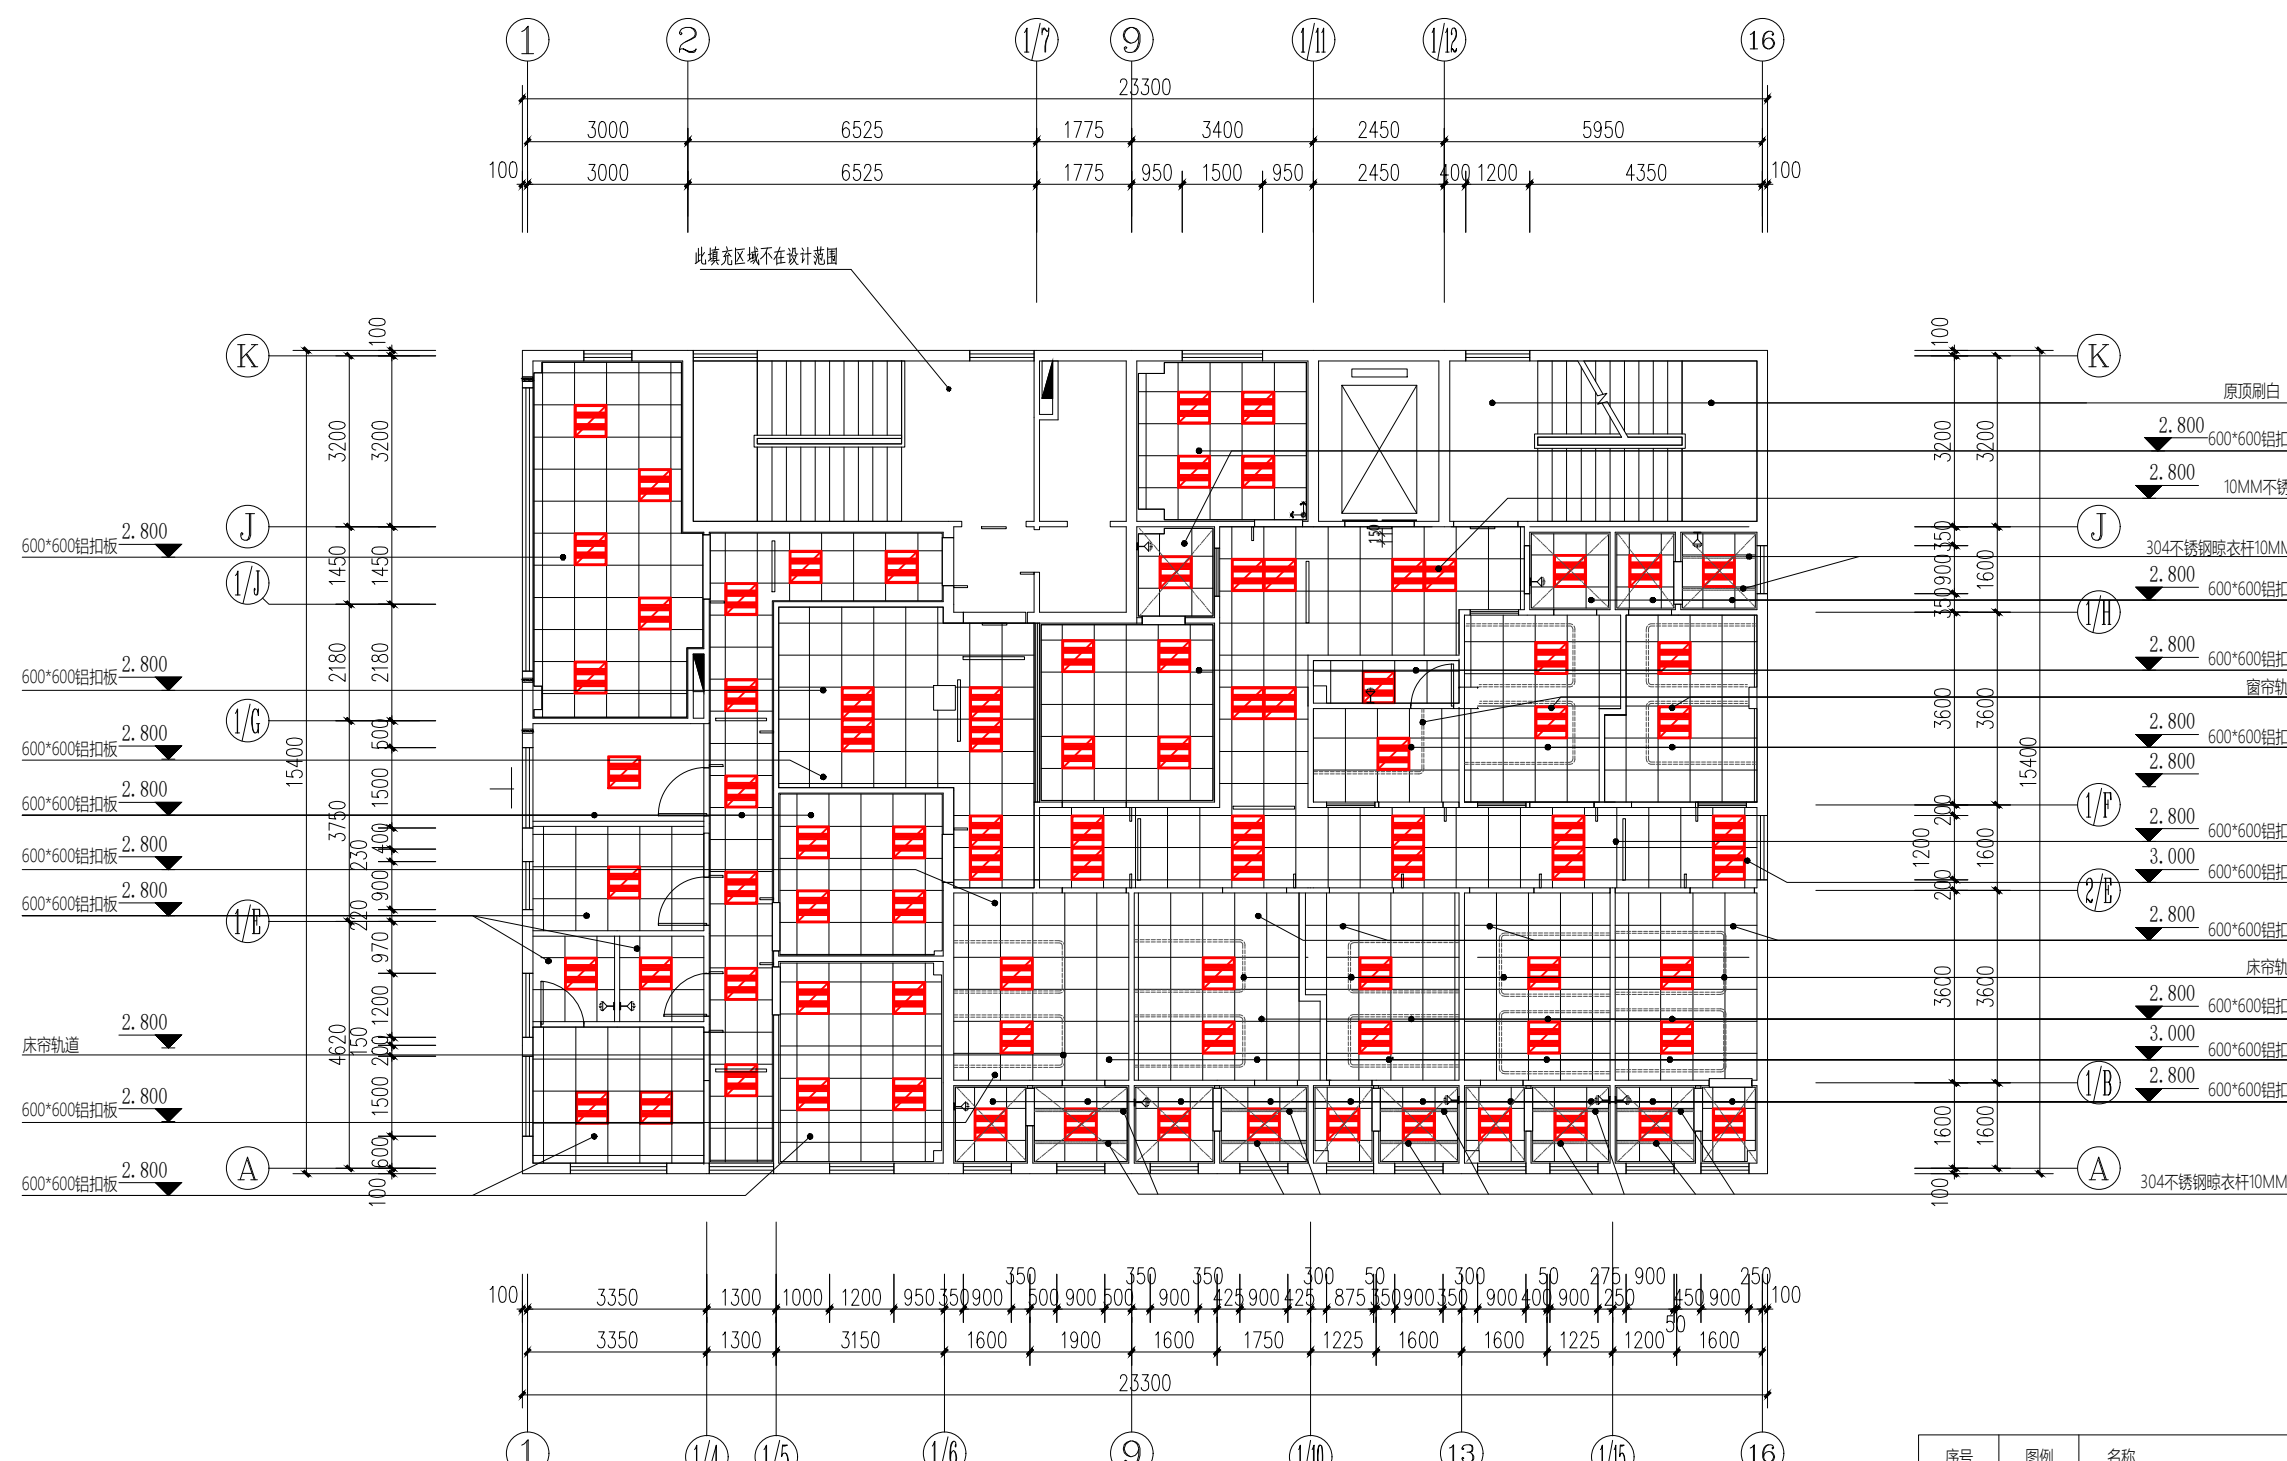 1 2 1/7 9 1/11 1/12 16
23300
3000 6525 1775 3400 2450 5950
100 3000 6525 1775 950 1500 950 2450 400 1200 4350 100
此填充区域不在设计范围
K 100 100 K
原顶刷白
2.800 600*600铝扣
3200 3200 3200 3200
2.800 10MM不锈
J J
600*600铝扣板 2.800
304不锈钢晾衣杆10MM
1450 1450 350 900 350 1600
2.800 600*600铝扣
1/J 1/H
150
600*600铝扣板 2.800
2180 2180
2.800 600*600铝扣
窗帘轨
1/G
3600 3600
600*600铝扣板 2.800
500
2.800 600*600铝扣
15400 15400
2.800
1500
600*600铝扣板 2.800
1/F
3750 400 230
200
2.800 600*600铝扣
600*600铝扣板 2.800
1200 1600
3.000 600*600铝扣
900
600*600铝扣板 2.800
200
2/E
1/E 220
2.800 600*600铝扣
970
床帘轨
3600 3600
1200
2.800 600*600铝扣
2.800
床帘轨道
4620 150 200
3.000 600*600铝扣
1/B
1500
2.800 600*600铝扣
600*600铝扣板 2.800
1600 1600
600
A A
600*600铝扣板 2.800
304不锈钢晾衣杆10MM
100 100
350 350 350 300 50 300 50 275 900 250
100 3350 1300 1000 1200 950 350 900 500 900 500 900 425 900 425 875 350 900 350 900 400 900 250 450 900 100
50
3350 1300 3150 1600 1900 1600 1750 1225 1600 1600 1225 1200 1600
23300
1 1/4 1/5 1/6 9 1/10 13 1/15 16
序号 图例 名称